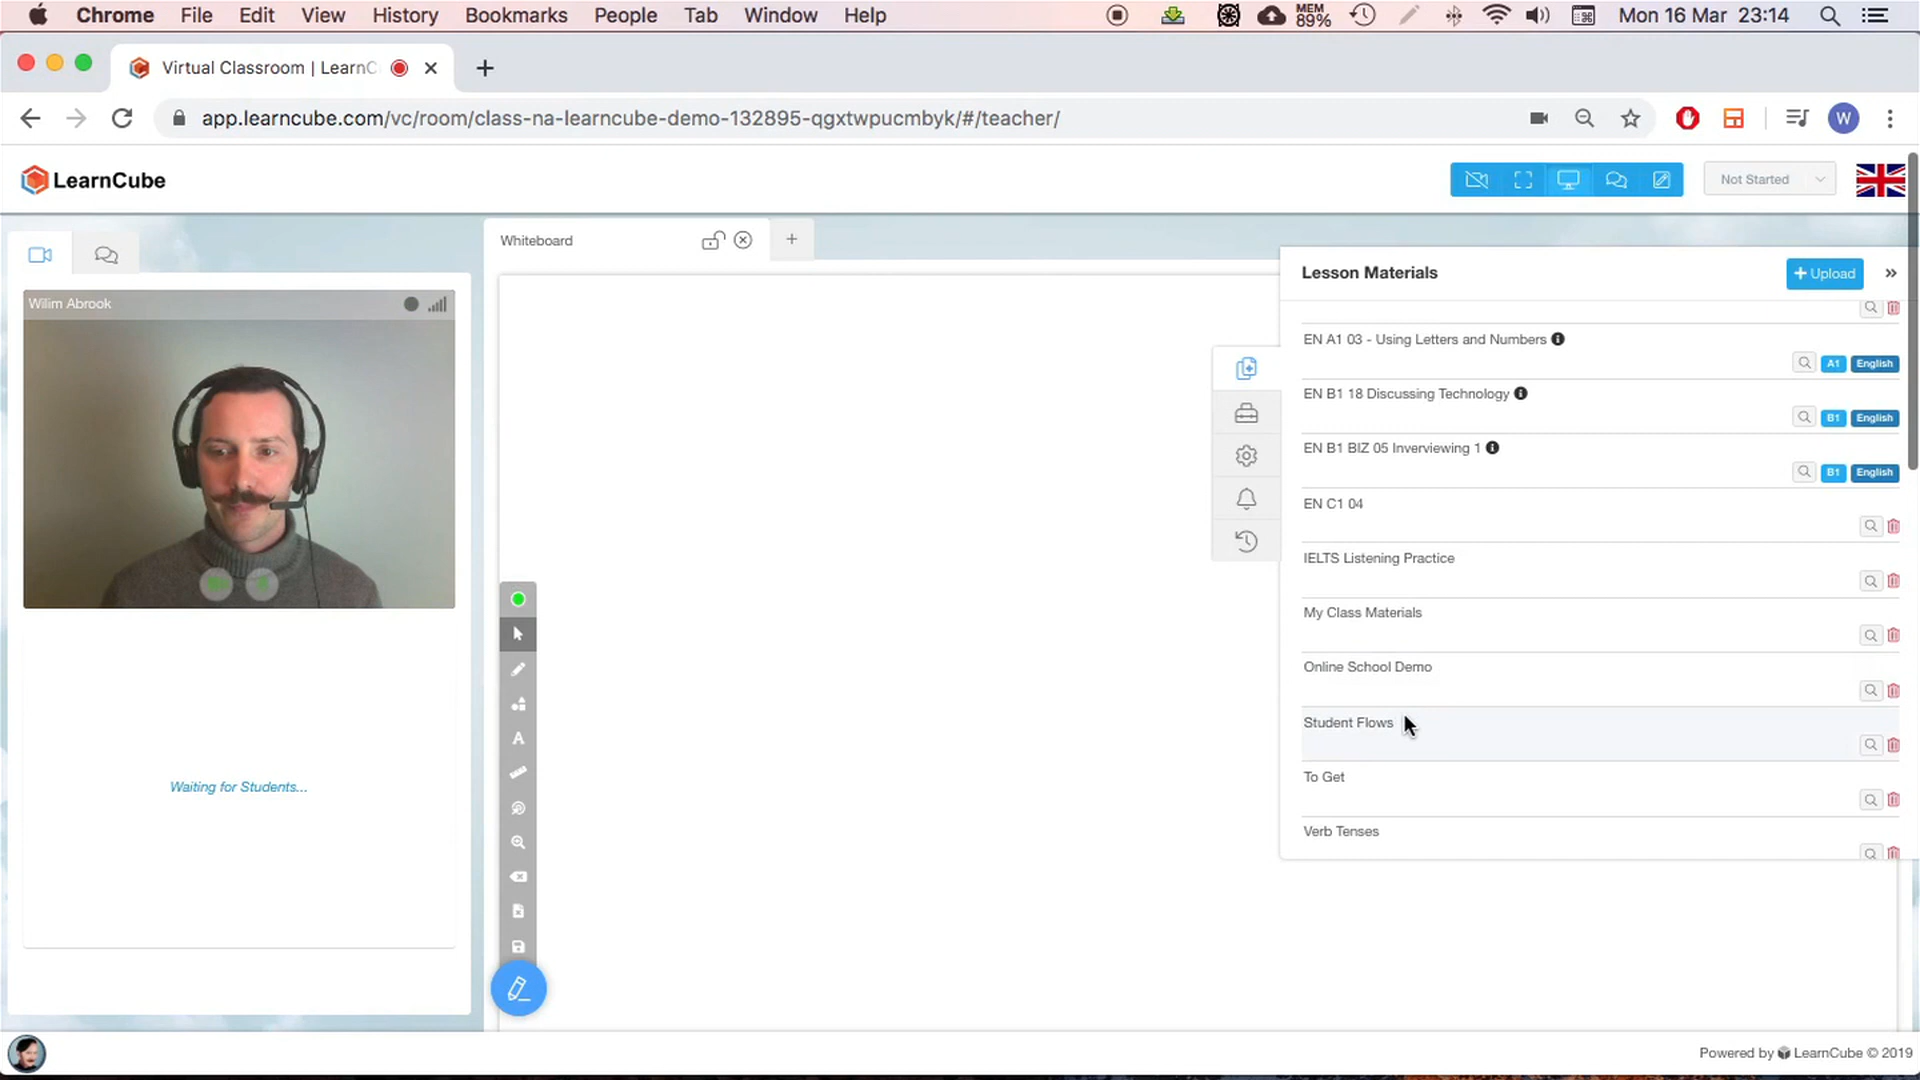 Chrome File Edit View History Bookmarks People Tab Window Help MEM 89% Mon 16 Mar 23:14
Virtual Classroom | LearnC
app.learncube.com/vc/room/class-na-learncube-demo-132895-qgxtwpucmbyk/#/teacher/ W
LearnCube Not Started
Whiteboard +
Lesson Materials + Upload »
Wilim Abrook
EN A1 03 - Using Letters and Numbers
A1 English
EN B1 18 Discussing Technology
B1 English
EN B1 BIZ 05 Inverviewing 1
B1 English
EN C1 04
IELTS Listening Practice
My Class Materials
Online School Demo
Student Flows
To Get
Verb Tenses
A
Waiting for Students...
Powered by LearnCube © 2019